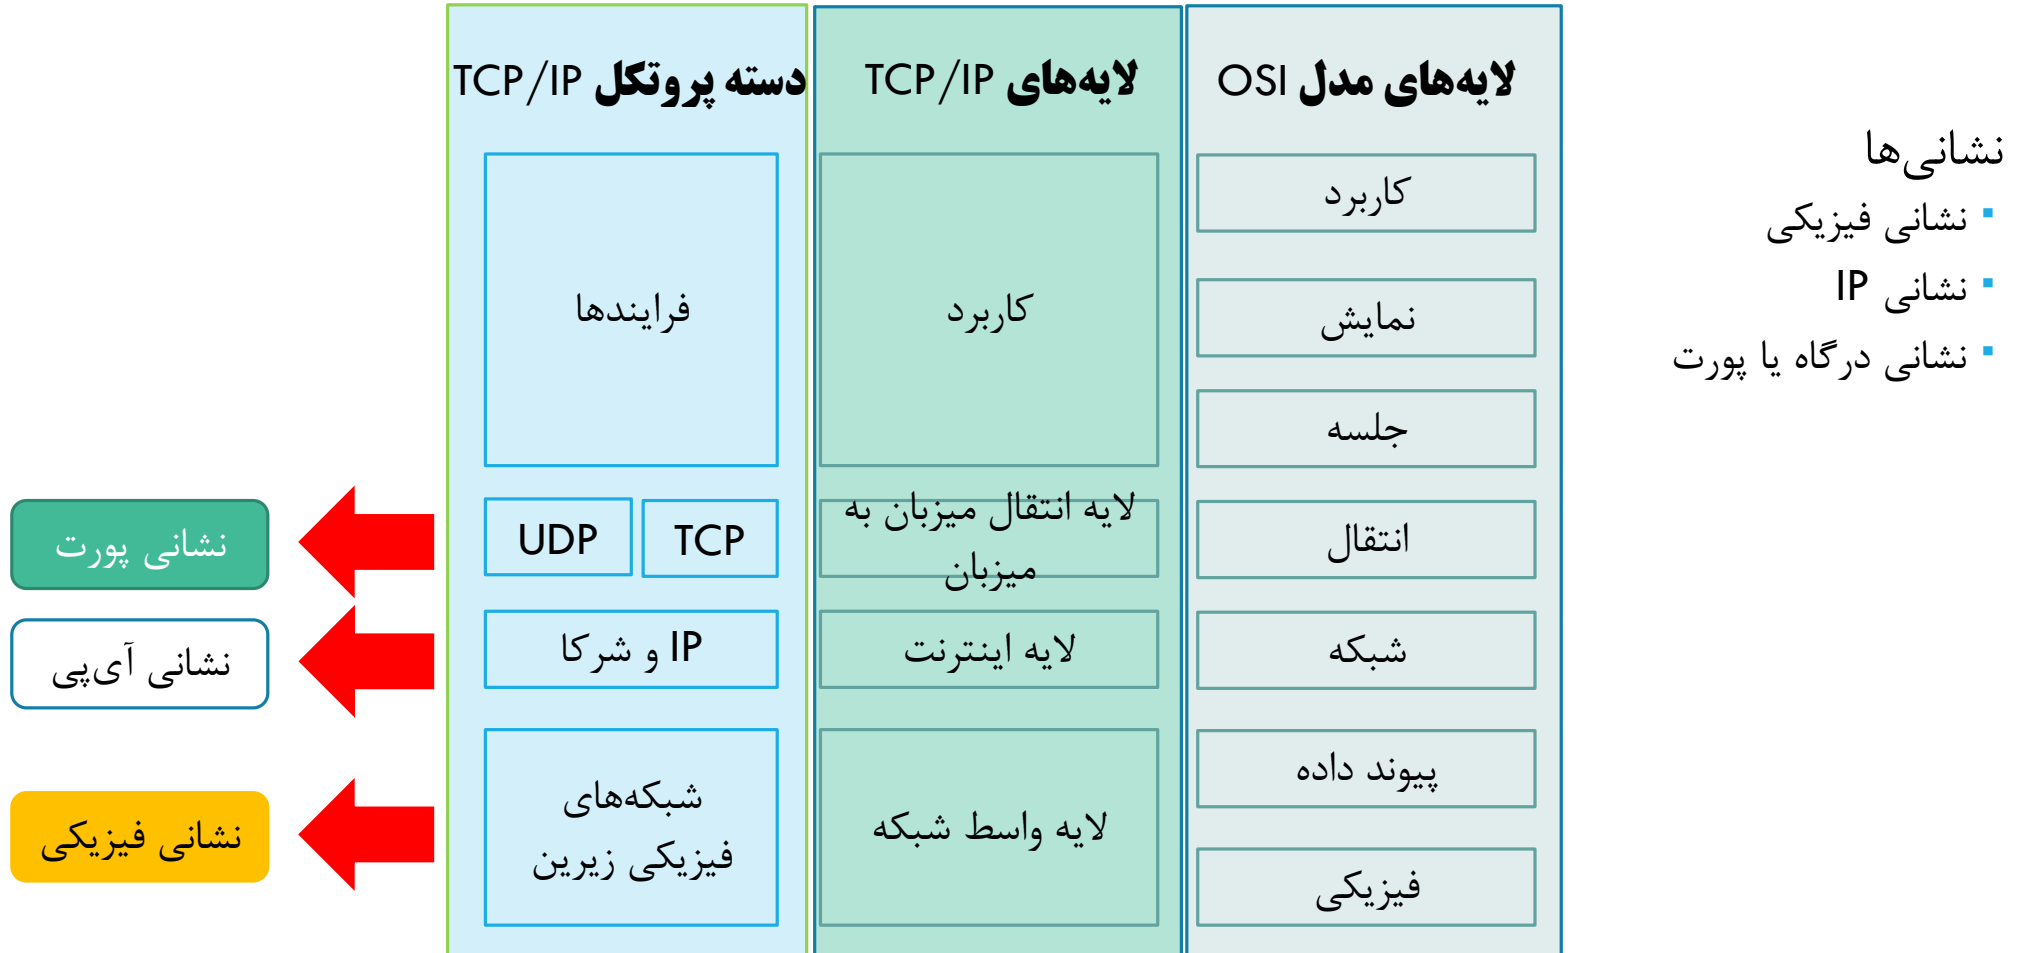 نشانی‌ها
▪ نشانی فیزیکی
▪ نشانی IP
▪ نشانی درگاه یا پورت
لایه‌های مدل OSI
کاربرد
نمایش
جلسه
انتقال
شبکه
پیوند داده
فیزیکی
لایه‌های TCP/IP
کاربرد
لایه انتقال میزبان به
میزبان
لایه اینترنت
لایه واسط شبکه
دسته پروتکل TCP/IP
فرایندها
TCP
UDP
IP و شرکا
شبکه‌های
فیزیکی زیرین
نشانی پورت
نشانی آی‌پی
نشانی فیزیکی